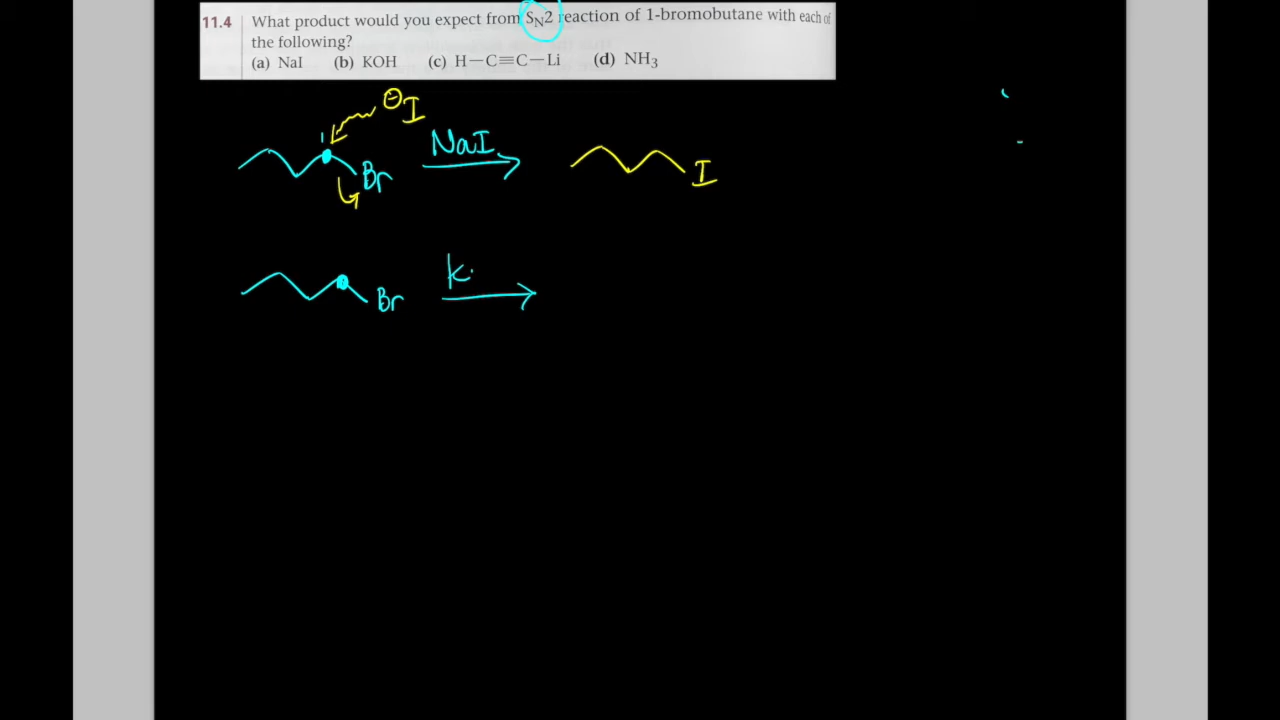 11.4 What product would you expect from SN2 reaction of 1-bromobutane with each of
the following?
(a) NaI (b) KOH (c) H—C≡C—Li (d) NH3
⊖I
1
Br NaI I
Br K